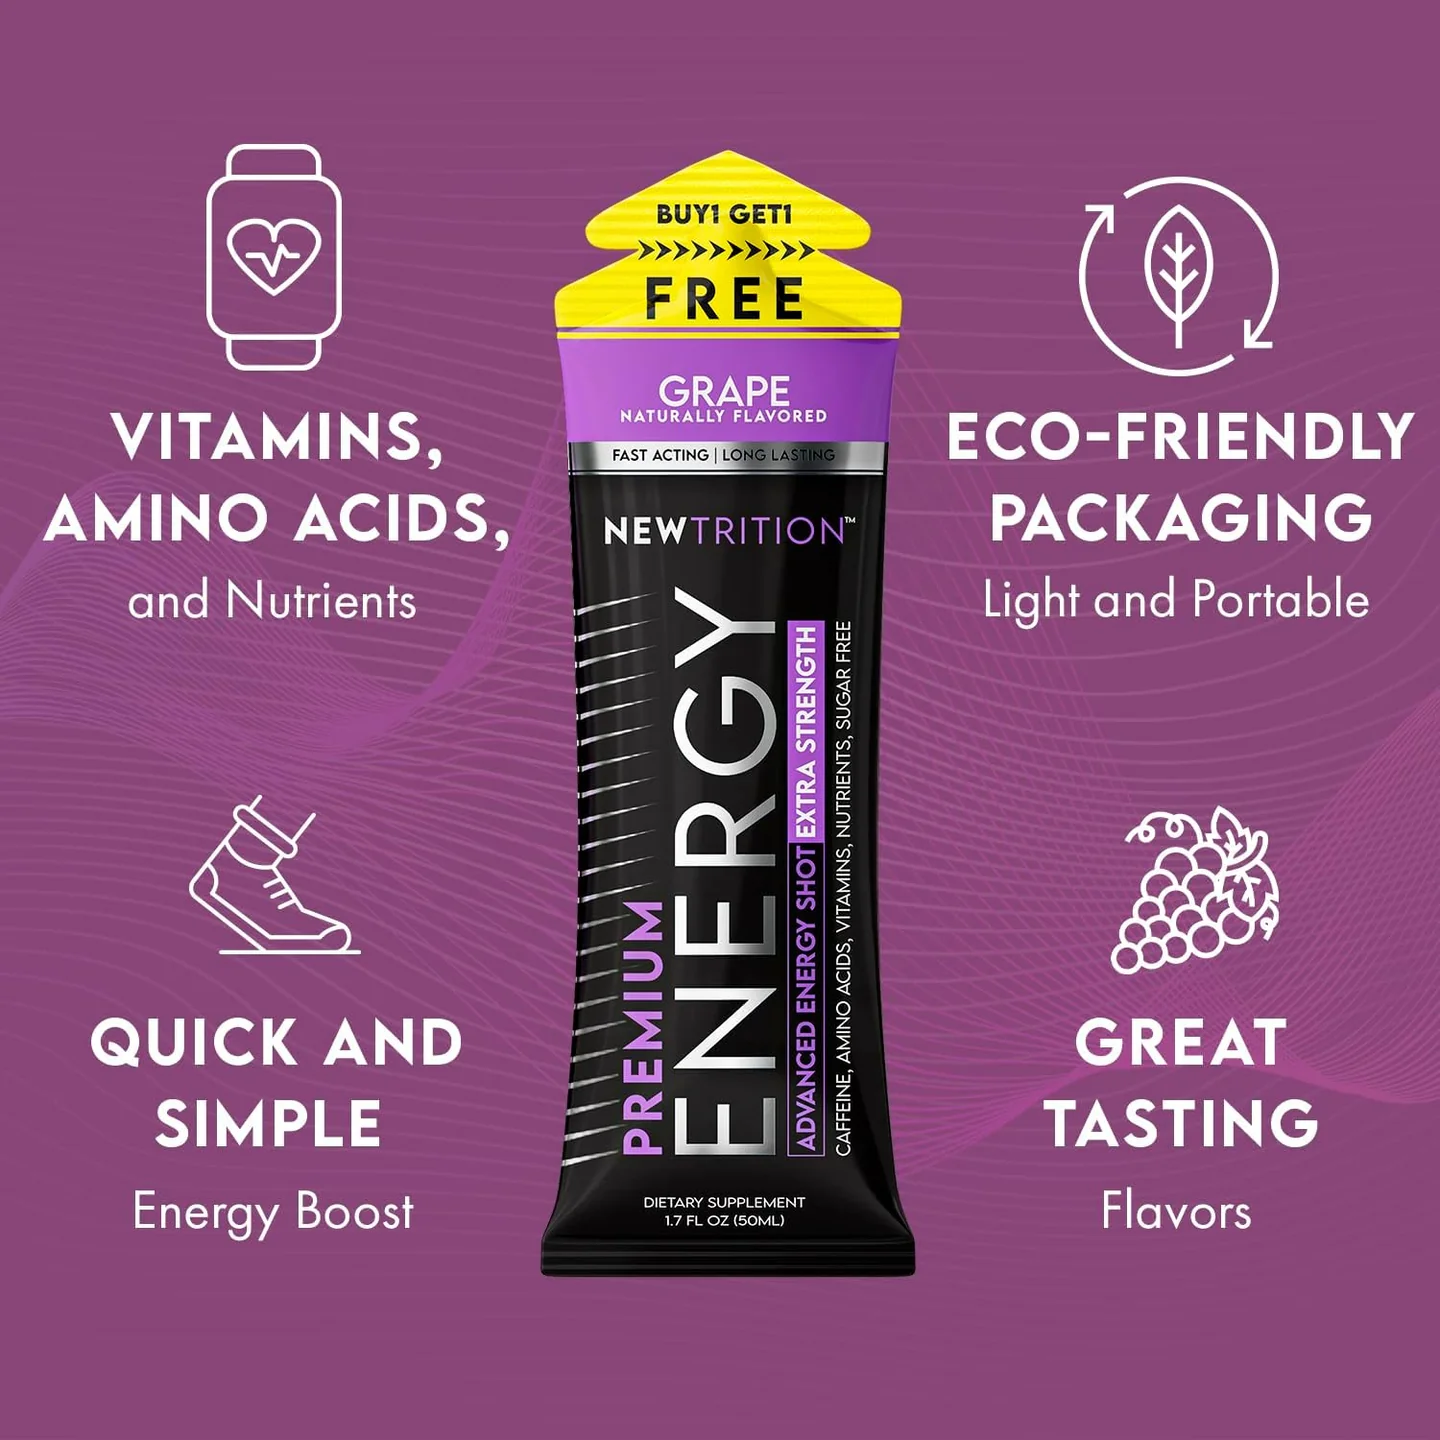 BUY1 GET1
FREE
GRAPE
NATURALLY FLAVORED
FAST ACTING | LONG LASTING
NEWTRITION™
PREMIUM
ENERGY
ADVANCED ENERGY SHOT EXTRA STRENGTH
CAFFEINE, AMINO ACIDS, VITAMINS, NUTRIENTS, SUGAR FREE
DIETARY SUPPLEMENT
1.7 FL OZ (50ML)
VITAMINS,
AMINO ACIDS,
and Nutrients
ECO-FRIENDLY
PACKAGING
Light and Portable
QUICK AND
SIMPLE
Energy Boost
GREAT
TASTING
Flavors